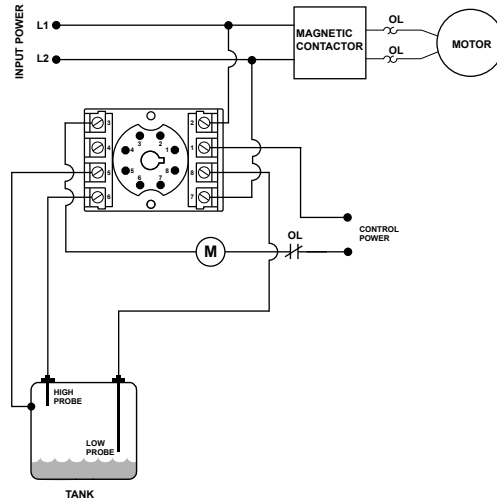 INPUT POWER
L1
L2
MAGNETIC
CONTACTOR
OL
OL
MOTOR
3
4
5
6
2
1
8
7
3
2
4
1
5
8
6
7
CONTROL
POWER
M
OL
HIGH
PROBE
LOW
PROBE
TANK